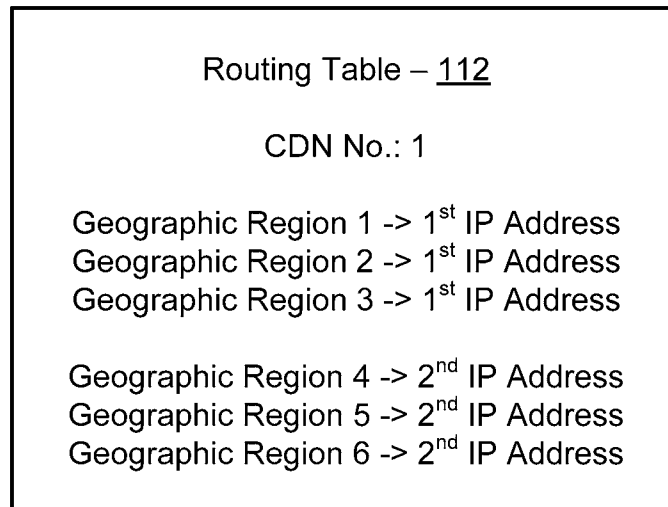 Routing Table – 112
CDN No.: 1
Geographic Region 1 -> 1st IP Address
Geographic Region 2 -> 1st IP Address
Geographic Region 3 -> 1st IP Address
Geographic Region 4 -> 2nd IP Address
Geographic Region 5 -> 2nd IP Address
Geographic Region 6 -> 2nd IP Address